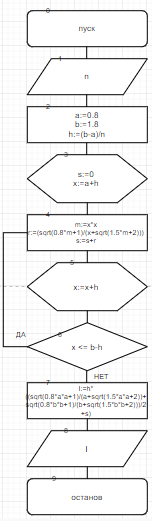 0
пуск
1
n
2
a:=0.8
b:=1.8
h:=(b-a)/n
3
s:=0
x:=a+h
4
m:=x*x
r:=(sqrt(0.8*m+1)/(x+sqrt(1.5*m+2)))
s:=s+r
5
x:=x+h
ДА
6
x <= b-h
НЕТ
7
I:=h*
((sqrt(0.8*a*a+1)/(a+sqrt(1.5*a*a+2))+
sqrt(0.8*b*b+1)/(b+sqrt(1.5*b*b+2)))/2
+s)
8
I
9
останов